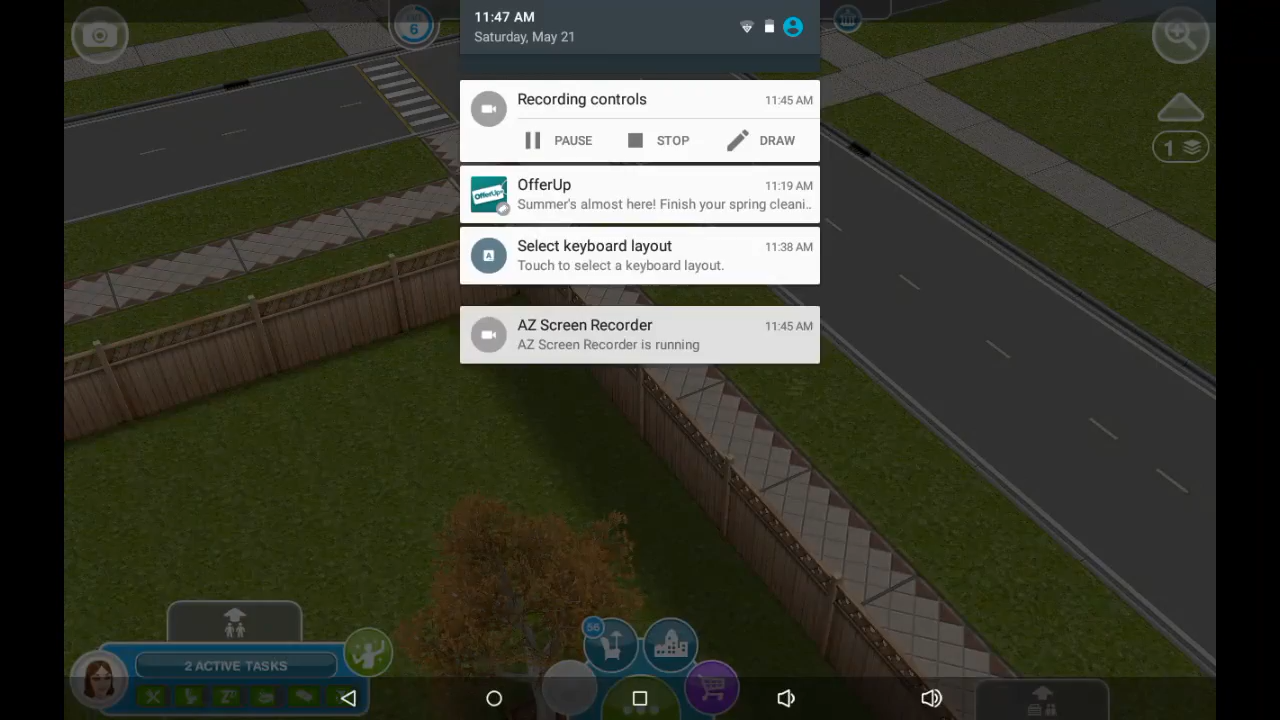 11:47 AM
Saturday, May 21
6
Recording controls 11:45 AM
PAUSE STOP DRAW
1
OfferUp 11:19 AM
OfferUp
Summer's almost here! Finish your spring cleani..
Select keyboard layout 11:38 AM
A
Touch to select a keyboard layout.
AZ Screen Recorder 11:45 AM
AZ Screen Recorder is running
56
2 ACTIVE TASKS